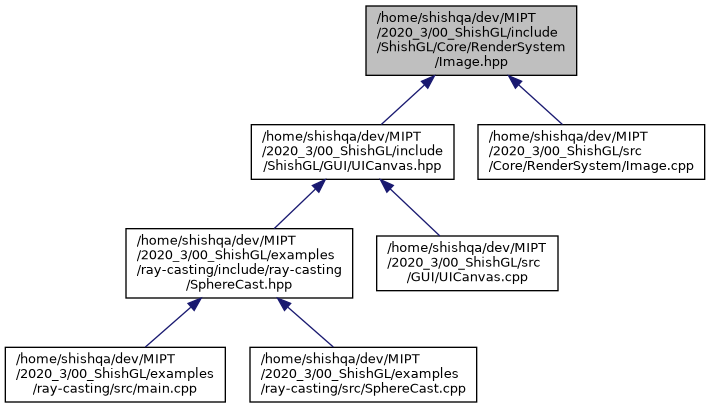 /home/shishqa/dev/MIPT
/2020_3/00_ShishGL/include
/ShishGL/Core/RenderSystem
/Image.hpp
/home/shishqa/dev/MIPT
/2020_3/00_ShishGL/include
/ShishGL/GUI/UICanvas.hpp
/home/shishqa/dev/MIPT
/2020_3/00_ShishGL/src
/Core/RenderSystem/Image.cpp
/home/shishqa/dev/MIPT
/2020_3/00_ShishGL/examples
/ray-casting/include/ray-casting
/SphereCast.hpp
/home/shishqa/dev/MIPT
/2020_3/00_ShishGL/src
/GUI/UICanvas.cpp
/home/shishqa/dev/MIPT
/2020_3/00_ShishGL/examples
/ray-casting/src/main.cpp
/home/shishqa/dev/MIPT
/2020_3/00_ShishGL/examples
/ray-casting/src/SphereCast.cpp